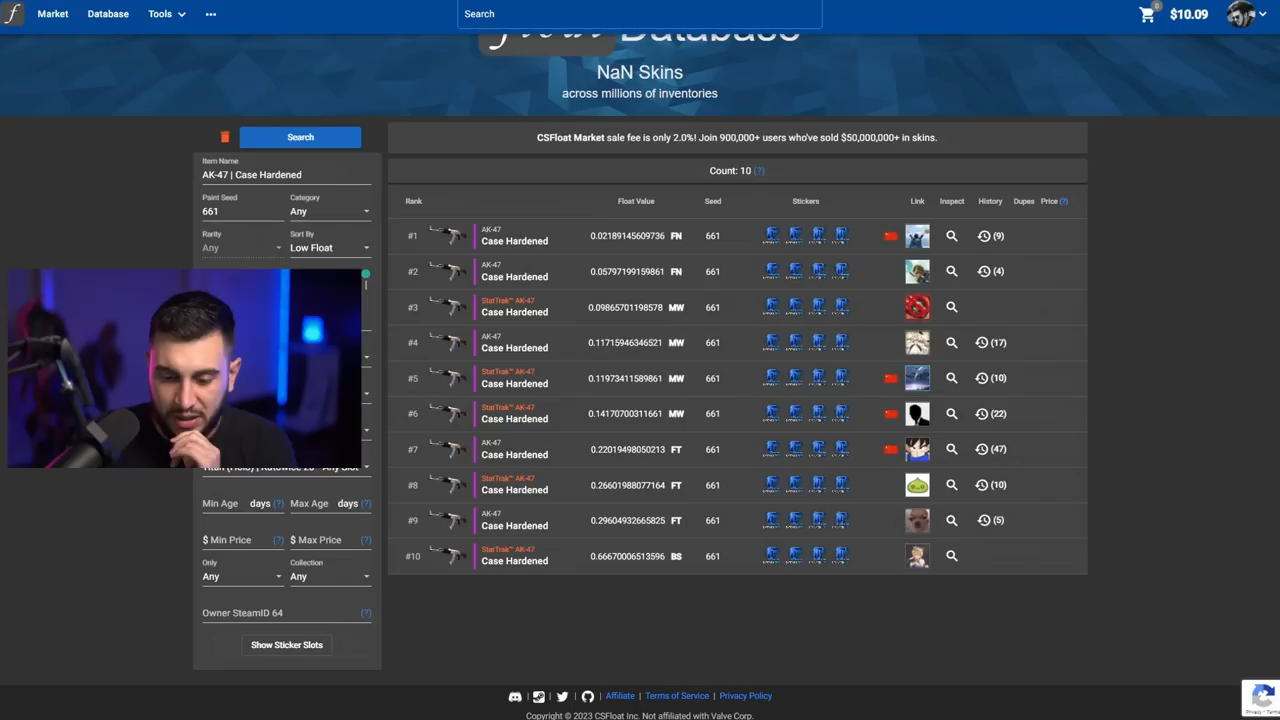 f Market Database Tools ••• Search 0 $10.09
float Database
NaN Skins
across millions of inventories
Search
CSFloat Market sale fee is only 2.0%! Join 900,000+ users who've sold $50,000,000+ in skins.
Item Name
AK-47 | Case Hardened
Paint Seed Category
661 Any
Rarity Sort By
Any Low Float
Min Age days (?) Max Age days (?)
$ Min Price (?) $ Max Price (?)
Only Collection
Any Any
Owner SteamID 64 (?)
Show Sticker Slots
Count: 10 (?)
Rank Float Value Seed Stickers Link Inspect History Dupes Price(?)
#1 AK-47 Case Hardened 0.02189145609736 FN 661 (9)
#2 AK-47 Case Hardened 0.05797199159861 FN 661 (4)
#3 StatTrak™ AK-47 Case Hardened 0.09865701198578 MW 661
#4 AK-47 Case Hardened 0.11715946346521 MW 661 (17)
#5 StatTrak™ AK-47 Case Hardened 0.11973411589861 MW 661 (10)
#6 StatTrak™ AK-47 Case Hardened 0.14170700311661 MW 661 (22)
#7 AK-47 Case Hardened 0.22019498050213 FT 661 (47)
#8 StatTrak™ AK-47 Case Hardened 0.26601988077164 FT 661 (10)
#9 AK-47 Case Hardened 0.29604932665825 FT 661 (5)
#10 StatTrak™ AK-47 Case Hardened 0.66670006513596 BS 661
| | | | Affiliate | Terms of Service | Privacy Policy
Copyright © 2023 CSFloat Inc. Not affiliated with Valve Corp.
Privacy - Terms